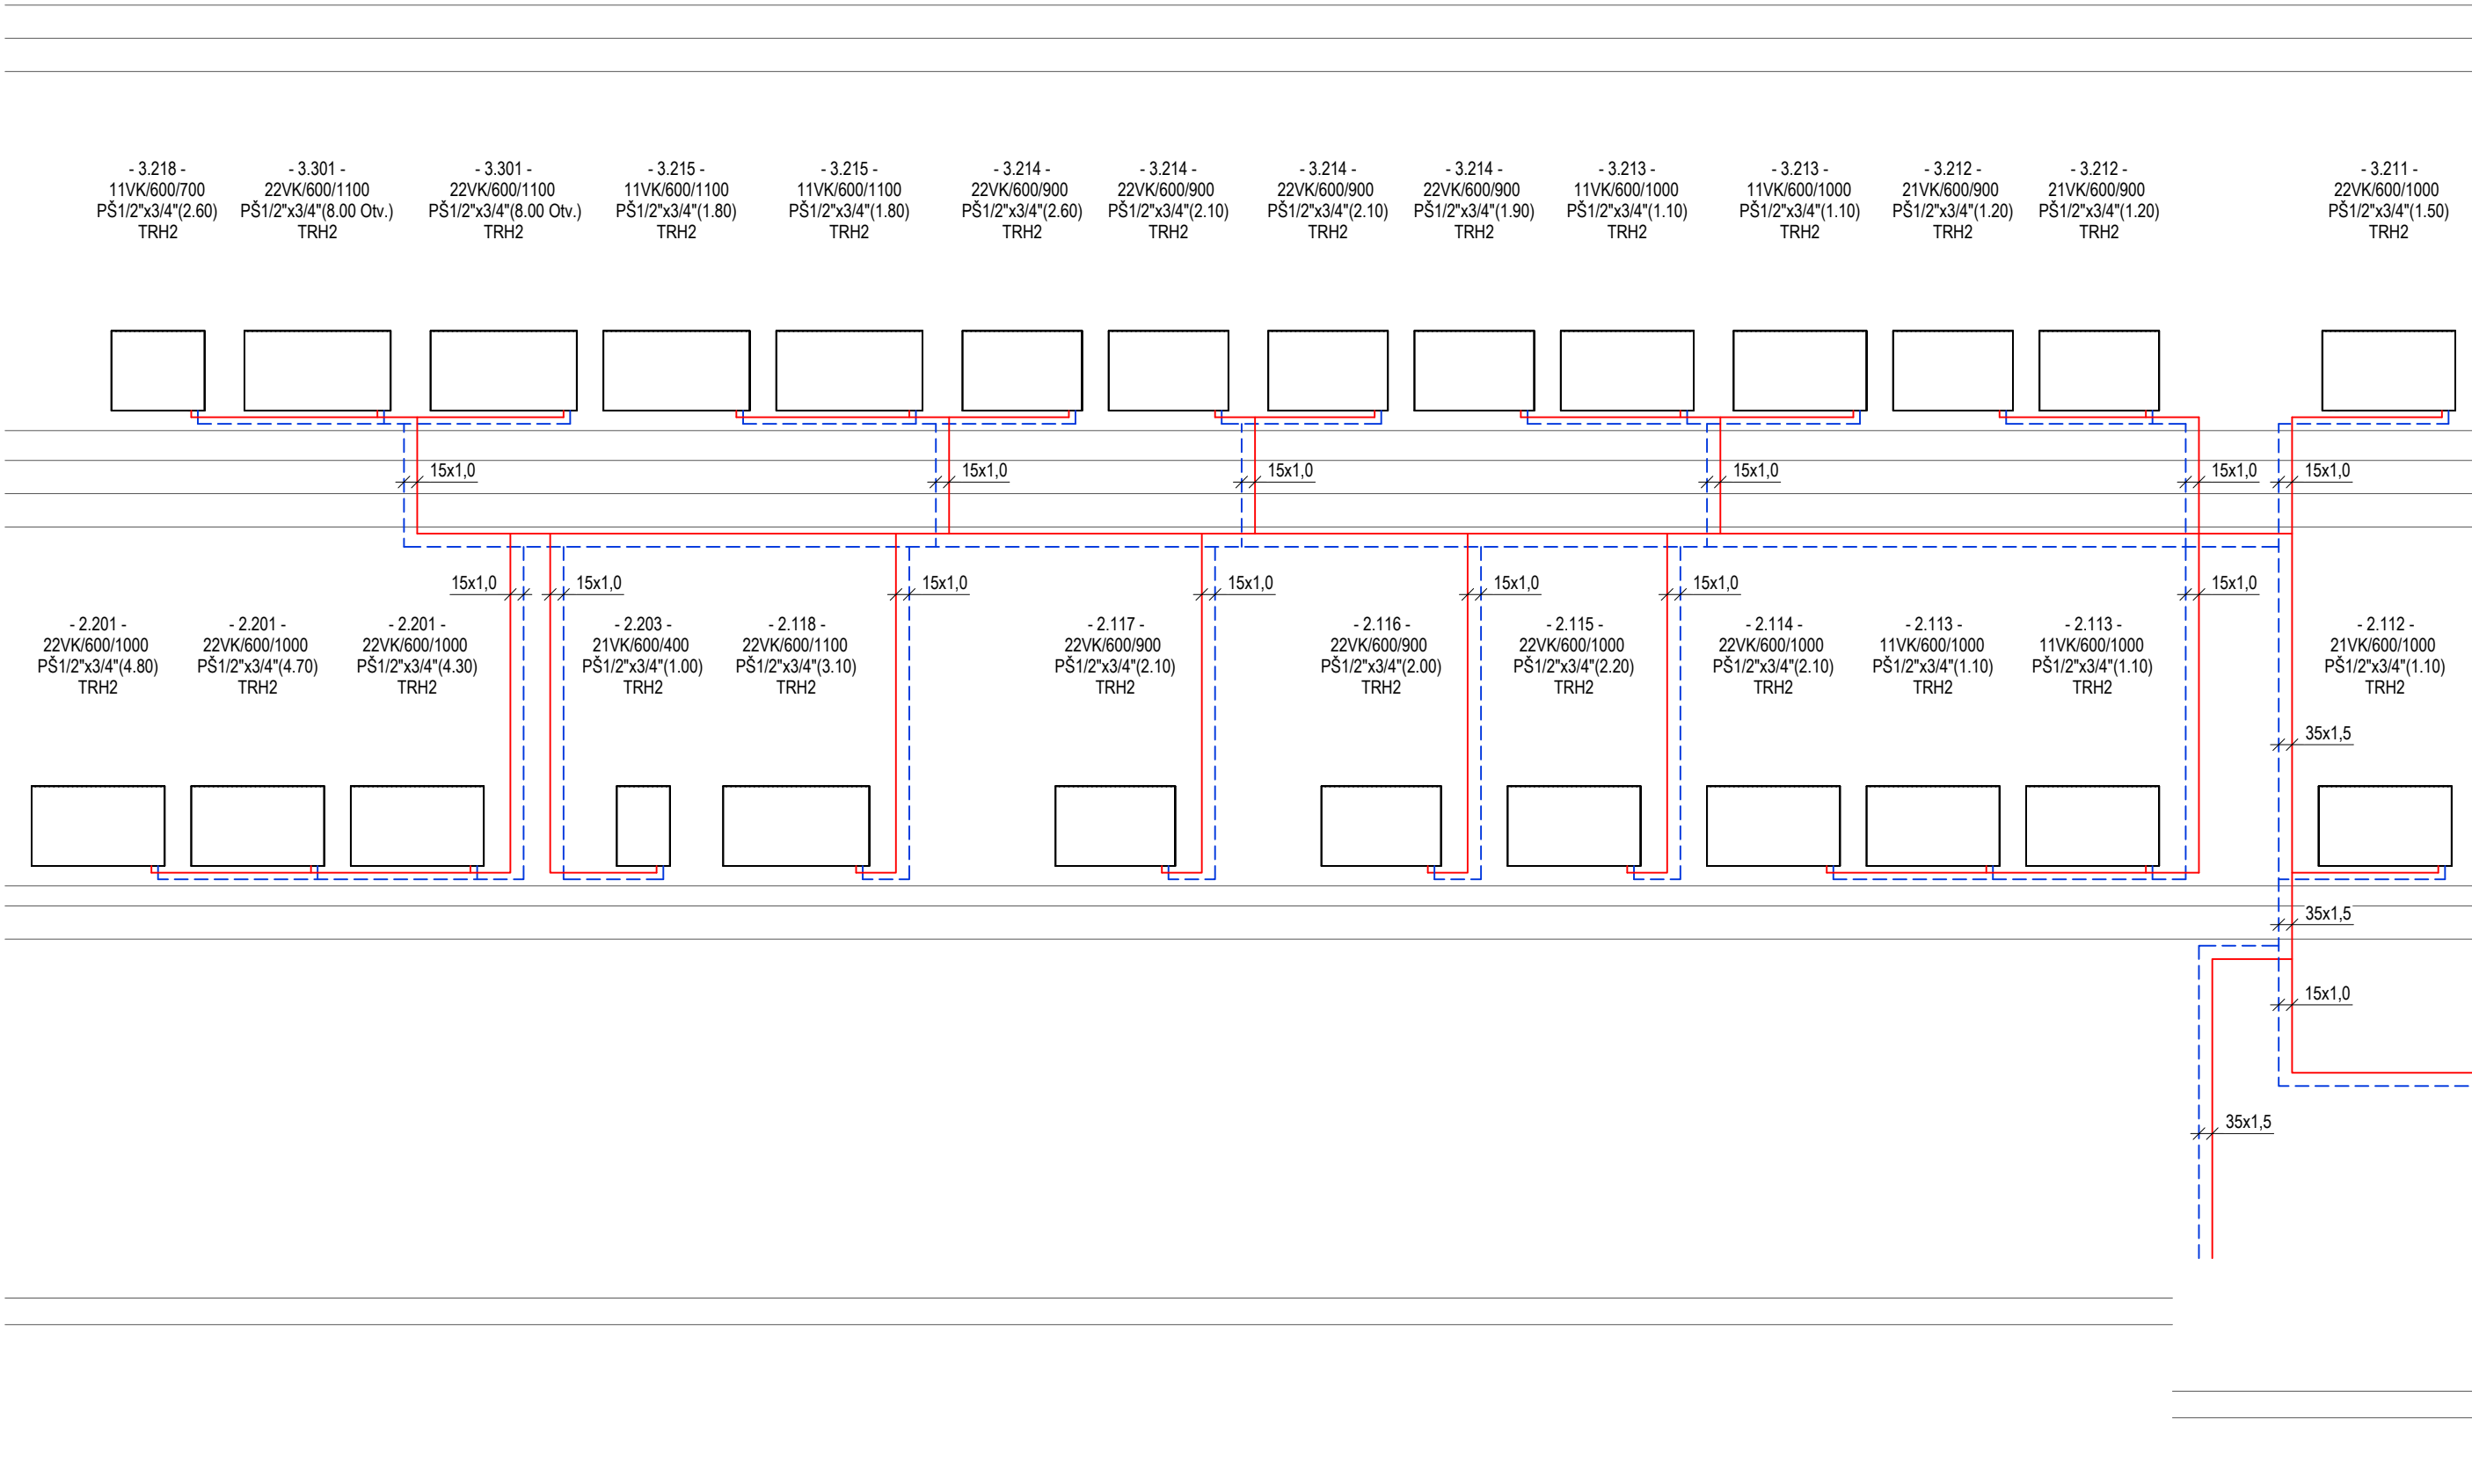 - 3.218 -
11VK/600/700
PŠ1/2"x3/4"(2.60)
TRH2
- 3.301 -
22VK/600/1100
PŠ1/2"x3/4"(8.00 Otv.)
TRH2
- 3.301 -
22VK/600/1100
PŠ1/2"x3/4"(8.00 Otv.)
TRH2
- 3.215 -
11VK/600/1100
PŠ1/2"x3/4"(1.80)
TRH2
- 3.215 -
11VK/600/1100
PŠ1/2"x3/4"(1.80)
TRH2
- 3.214 -
22VK/600/900
PŠ1/2"x3/4"(2.60)
TRH2
- 3.214 -
22VK/600/900
PŠ1/2"x3/4"(2.10)
TRH2
- 3.214 -
22VK/600/900
PŠ1/2"x3/4"(2.10)
TRH2
- 3.214 -
22VK/600/900
PŠ1/2"x3/4"(1.90)
TRH2
- 3.213 -
11VK/600/1000
PŠ1/2"x3/4"(1.10)
TRH2
- 3.213 -
11VK/600/1000
PŠ1/2"x3/4"(1.10)
TRH2
- 3.212 -
21VK/600/900
PŠ1/2"x3/4"(1.20)
TRH2
- 3.212 -
21VK/600/900
PŠ1/2"x3/4"(1.20)
TRH2
- 3.211 -
22VK/600/1000
PŠ1/2"x3/4"(1.50)
TRH2
15x1,0
15x1,0
15x1,0
15x1,0
15x1,0
15x1,0
15x1,0
15x1,0
15x1,0
15x1,0
15x1,0
15x1,0
15x1,0
- 2.201 -
22VK/600/1000
PŠ1/2"x3/4"(4.80)
TRH2
- 2.201 -
22VK/600/1000
PŠ1/2"x3/4"(4.70)
TRH2
- 2.201 -
22VK/600/1000
PŠ1/2"x3/4"(4.30)
TRH2
- 2.203 -
21VK/600/400
PŠ1/2"x3/4"(1.00)
TRH2
- 2.118 -
22VK/600/1100
PŠ1/2"x3/4"(3.10)
TRH2
- 2.117 -
22VK/600/900
PŠ1/2"x3/4"(2.10)
TRH2
- 2.116 -
22VK/600/900
PŠ1/2"x3/4"(2.00)
TRH2
- 2.115 -
22VK/600/1000
PŠ1/2"x3/4"(2.20)
TRH2
- 2.114 -
22VK/600/1000
PŠ1/2"x3/4"(2.10)
TRH2
- 2.113 -
11VK/600/1000
PŠ1/2"x3/4"(1.10)
TRH2
- 2.113 -
11VK/600/1000
PŠ1/2"x3/4"(1.10)
TRH2
- 2.112 -
21VK/600/1000
PŠ1/2"x3/4"(1.10)
TRH2
35x1,5
35x1,5
15x1,0
35x1,5